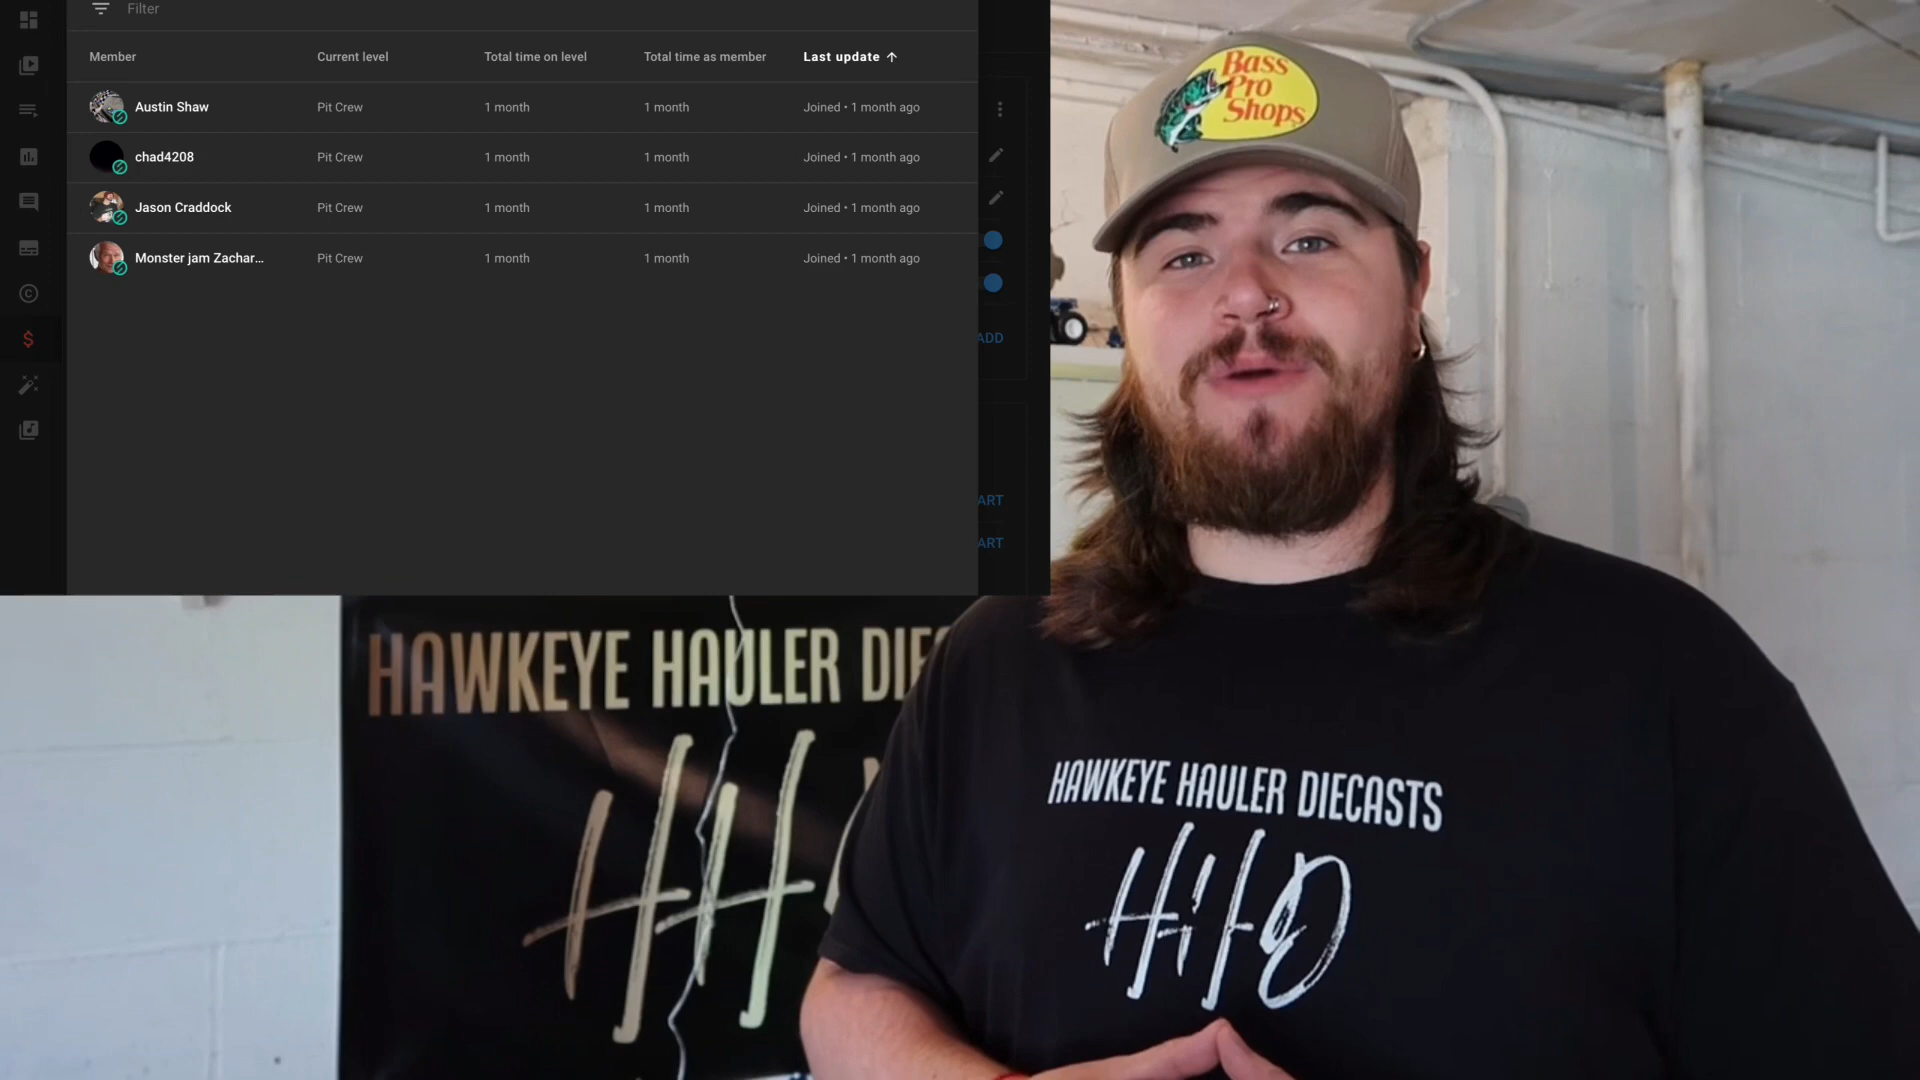 Filter
Member Current level Total time on level Total time as member Last update
Austin Shaw Pit Crew 1 month 1 month Joined • 1 month ago
chad4208 Pit Crew 1 month 1 month Joined • 1 month ago
Jason Craddock Pit Crew 1 month 1 month Joined • 1 month ago
Monster jam Zachar... Pit Crew 1 month 1 month Joined • 1 month ago
ADD
ART
ART
Bass
Pro
Shops
HAWKEYE HAULER DIE
HH
HAWKEYE HAULER DIECASTS
HHD